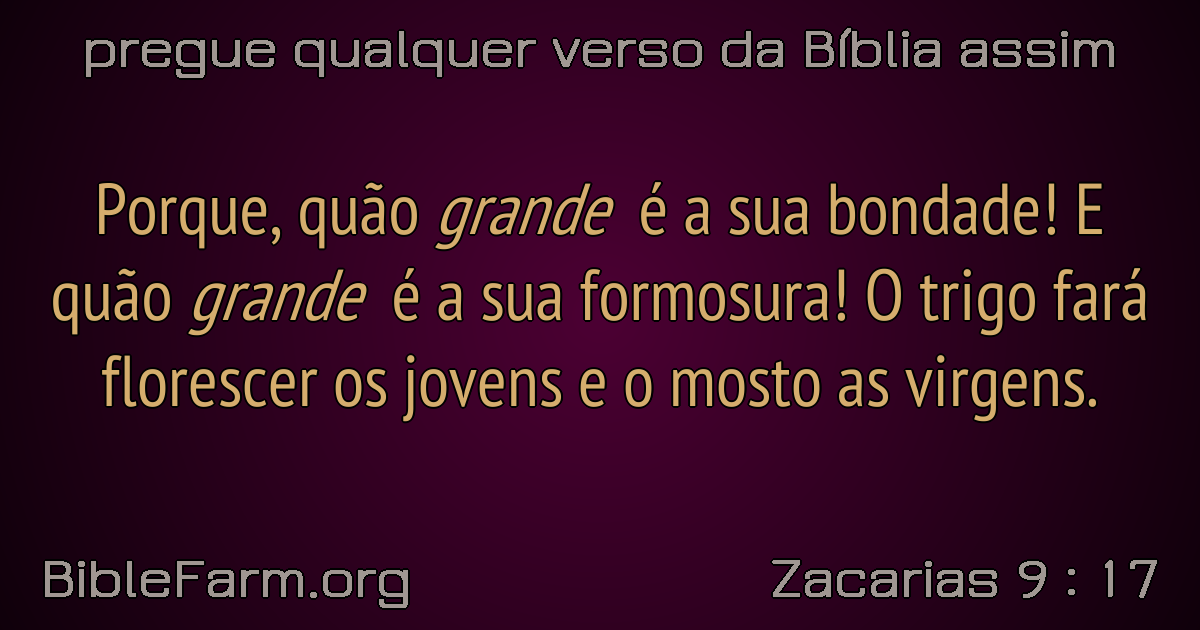 pregue qualquer verso da Bíblia assim
Porque, quão grande é a sua bondade! E
quão grande é a sua formosura! O trigo fará
florescer os jovens e o mosto as virgens.
BibleFarm.org
Zacarias 9 : 17